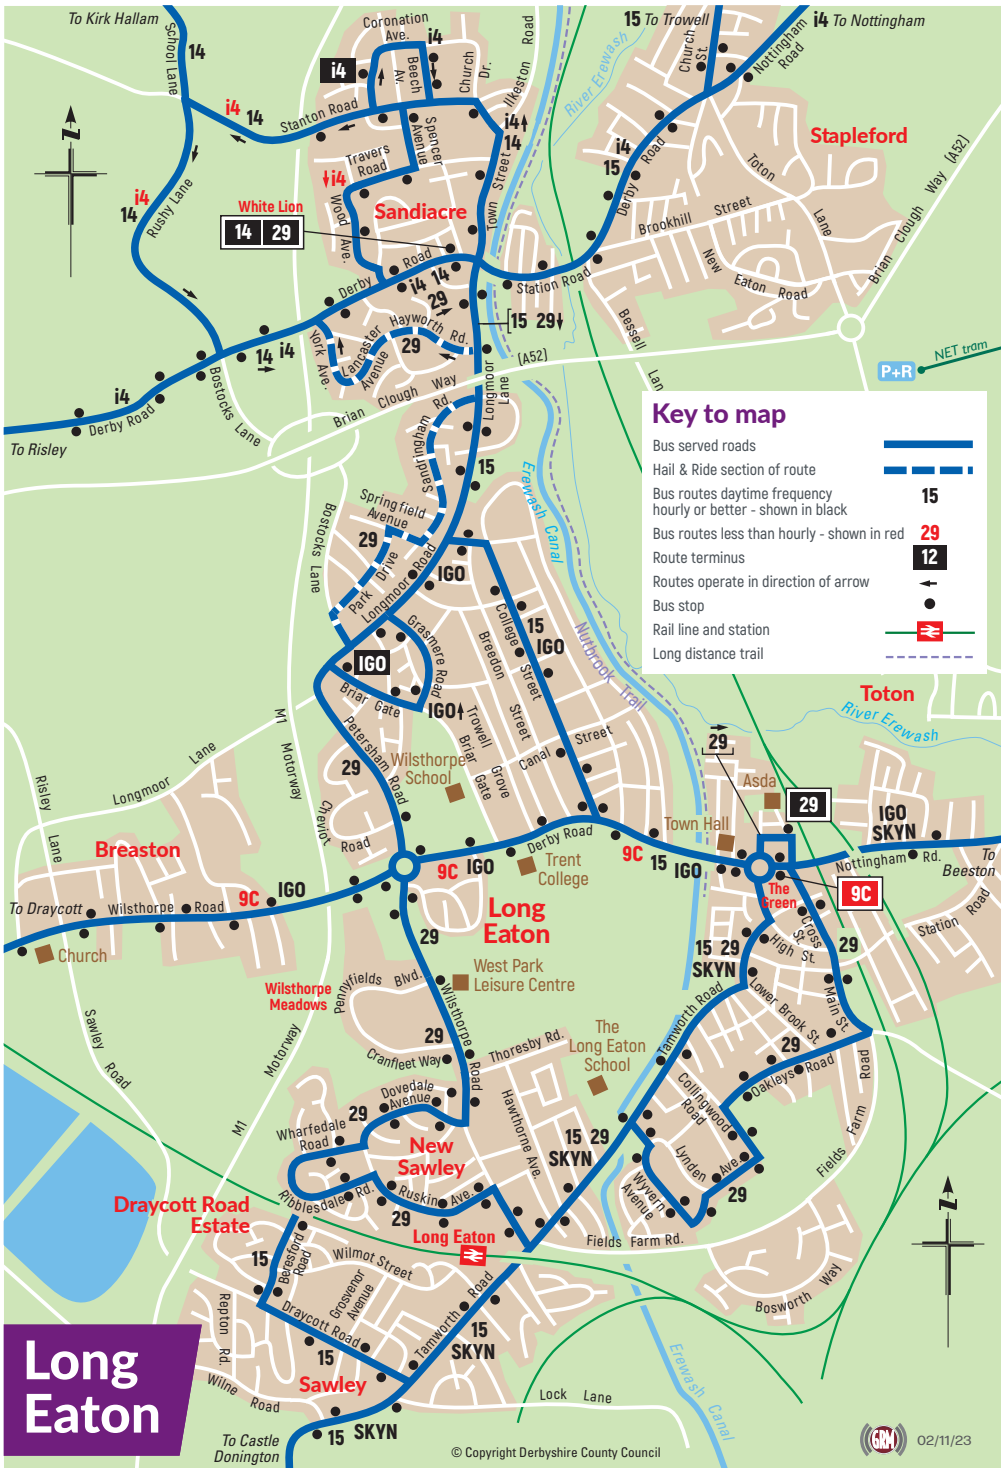 To Kirk Hallam
School Lane
14
Coronation
Ave.
i4
i4
Beech
Av.
Church
Dr.
Ilkeston Road
River Erewash
15 To Trowell
Church
St.
i4 To Nottingham
Nottingham
Road
i4
14
Stanton Road
Spencer
Avenue
i4
14
Travers
Road
i4
Wood
Ave.
Street
Town
Sandiacre
White Lion
14 29
N
i4
14
Rushy Lane
i4
15
Road
Derby
Stapleford
Toton
Lane
Brookhill Street
New
Eaton Road
Brian Clough Way (A52)
Derby Road
i4 14
29
Station Road
15 29
Bessell
Lan
Hayworth Rd.
29
Lancaster
Avenue
York Ave.
14 i4
i4
Derby Road
To Risley
Bostocks Lane
Brian Clough Way
(A52)
Longmoor
Lane
P+R
NET tram
Key to map
Bus served roads
Hail & Ride section of route
Bus routes daytime frequency
hourly or better - shown in black
15
Bus routes less than hourly - shown in red
29
Route terminus
12
Routes operate in direction of arrow
Bus stop
Rail line and station
Long distance trail
Sandringham Rd.
15
Erewash Canal
Springfield
Avenue
29
Bostocks Lane
Park Drive
Longmoor Road
IGO
College
Street
15
IGO
Breedon
Street
Nutbrook Trail
IGO
Grasmere Road
Briar Gate
IGO
Trowell
Grove
Briar
Gate
Canal Street
Petersham Road
29
Wilsthorpe
School
M1
Motorway
Cheviot
Road
Longmoor Lane
Risley
Lane
Breaston
Toton
River Erewash
29
Asda
29
Town Hall
IGO
SKYN
Nottingham Rd.
To
Beeston
Derby Road
9C IGO
Trent
College
9C
15
IGO
The
Green
9C
Station Road
9C IGO
To Draycott
Wilsthorpe Road
Church
Long
Eaton
29
Cross
St.
High St.
29
15 29
SKYN
Lower Brook St.
Main St.
West Park
Leisure Centre
Pennyfields Blvd.
Wilsthorpe
Meadows
Wilsthorpe
Road
29
Cranfleet Way
Thoresby Rd.
The
Long Eaton
School
Tamworth Road
29
Oakleys Road
Collingwood
Road
Fields Farm Road
Sawley
Road
Motorway
M1
Dovedale
Avenue
29
Wharfedale
Road
New
Sawley
Hawthorne Ave.
15 29
SKYN
Lynden
Ave.
29
Wyvern
Avenue
Ribblesdale Rd.
Ruskin Ave.
29
Draycott Road
Estate
Long Eaton
Fields Farm Rd.
N
15
Beresford
Road
Wilmot Street
Grosvenor
Avenue
Draycott Road
15
Repton Rd.
Tamworth Road
15
SKYN
Bosworth Way
Erewash Canal
Sawley
Wilne Road
Lock Lane
15 SKYN
To Castle
Donington
Long
Eaton
© Copyright Derbyshire County Council
GRM
02/11/23